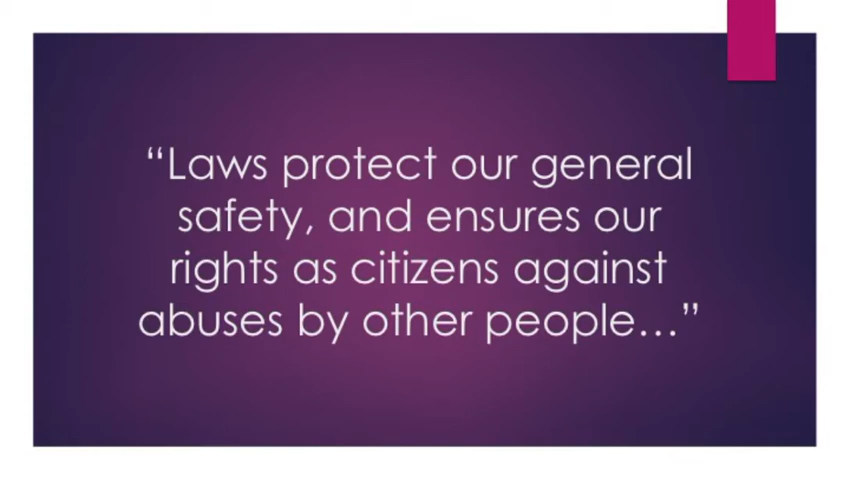 “Laws protect our general
safety, and ensures our
rights as citizens against
abuses by other people…”